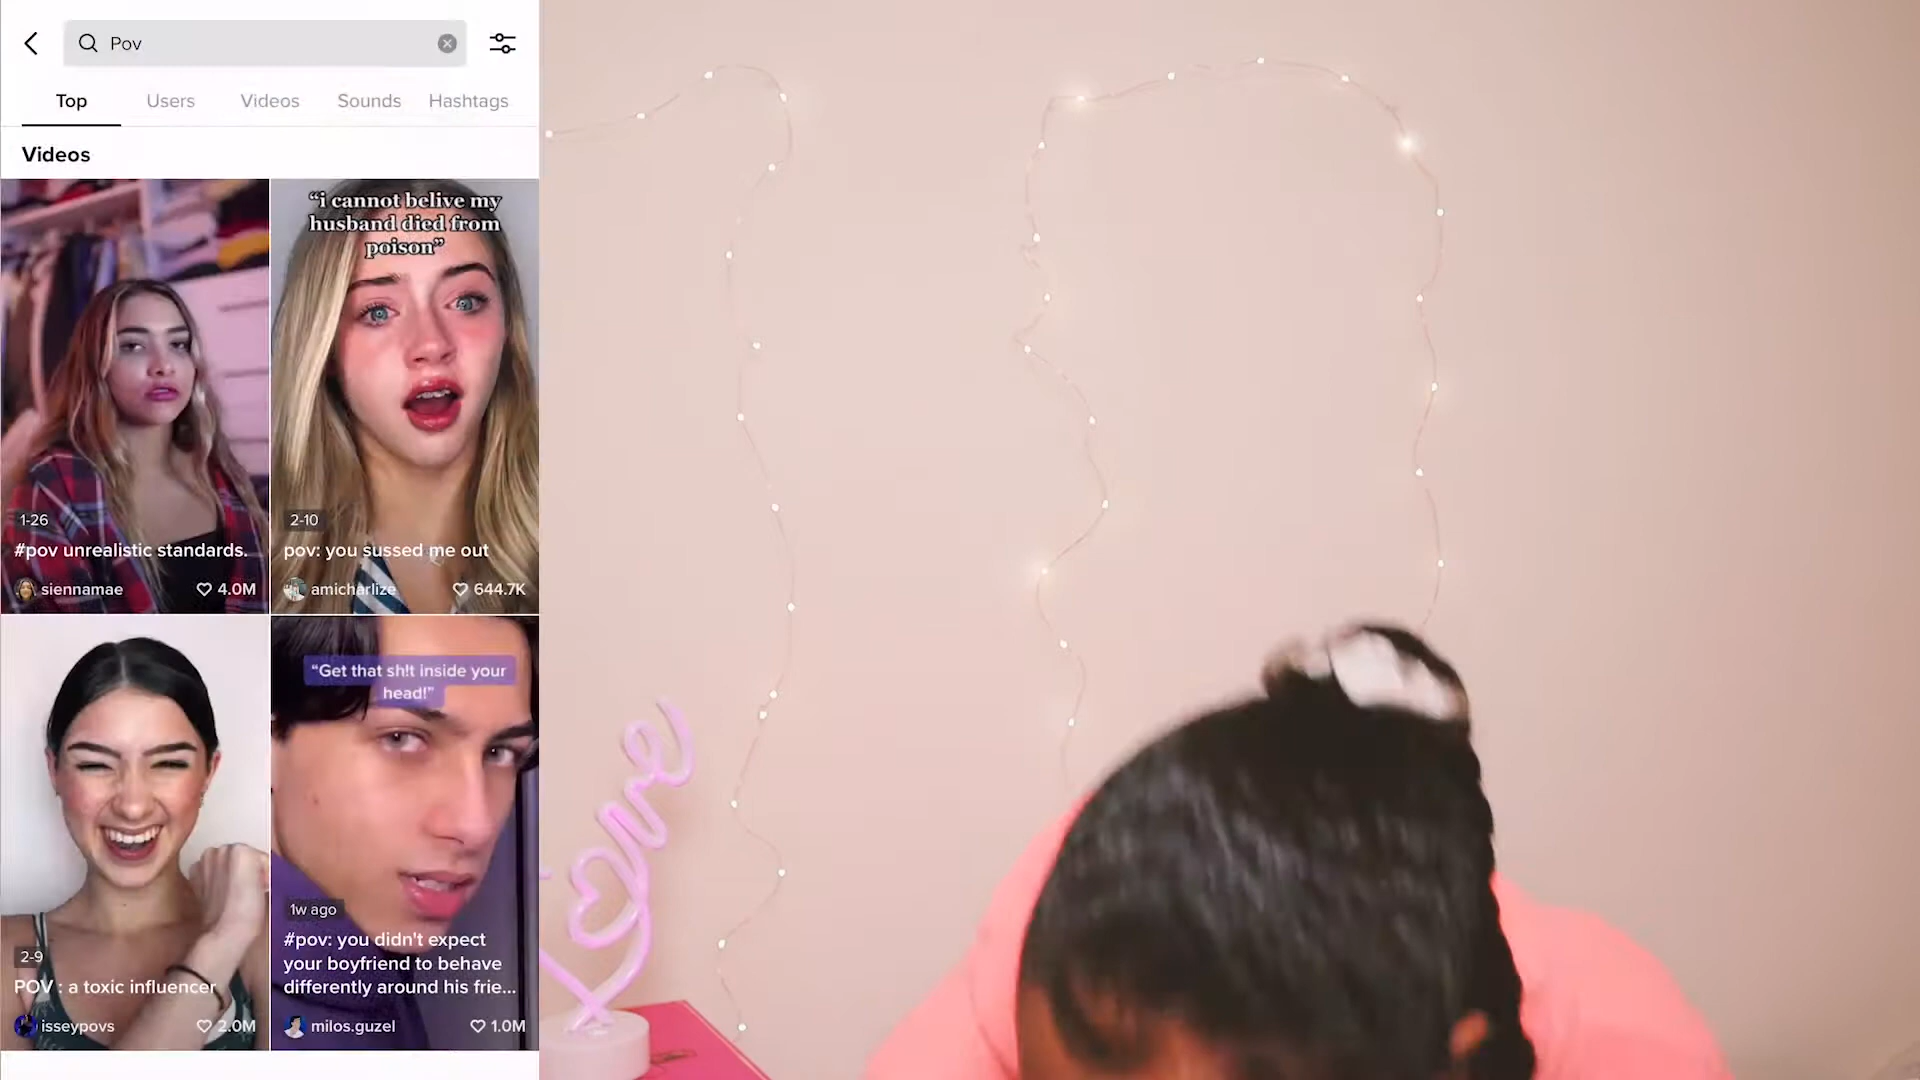 Pov
Top Users Videos Sounds Hashtags
Videos
“i cannot belive my
husband died from
poison”
1-26
#pov unrealistic standards.
siennamae 4.0M
2-10
pov: you sussed me out
amicharlize 644.7K
“Get that sh!t inside your
head!”
2-9
POV : a toxic influencer
isseypovs 2.0M
1w ago
#pov: you didn't expect
your boyfriend to behave
differently around his frie...
milos.guzel 1.0M
Love